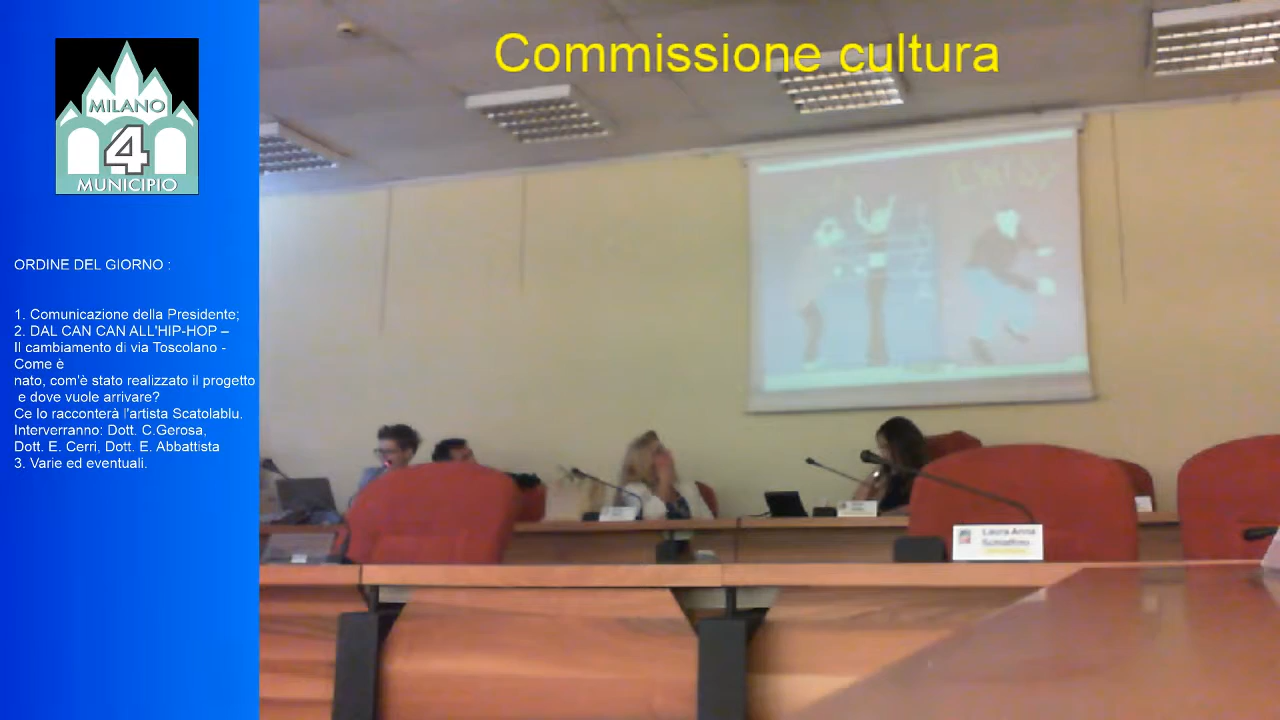 Commissione cultura
MILANO
4
MUNICIPIO
ORDINE DEL GIORNO :
1. Comunicazione della Presidente;
2. DAL CAN CAN ALL'HIP-HOP –
Il cambiamento di via Toscolano -
Come è
nato, com'è stato realizzato il progetto
e dove vuole arrivare?
Ce lo racconterà l'artista Scatolablu.
Interverranno: Dott. C.Gerosa,
Dott. E. Cerri, Dott. E. Abbattista
3. Varie ed eventuali.
TWIST
Laura Anna